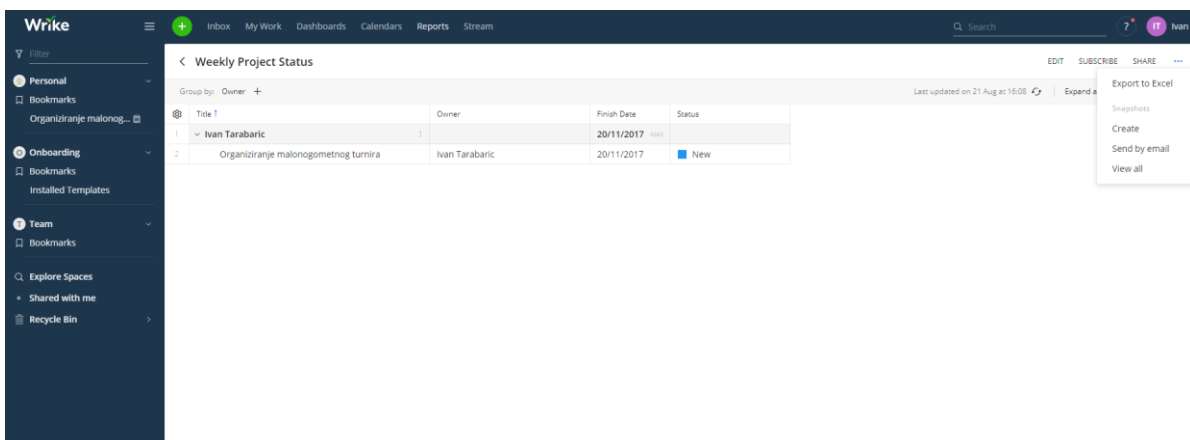 Wrike
Inbox My Work Dashboards Calendars Reports Stream
Search
? IT Ivan
Filter
Personal
Bookmarks
Organiziranje malonog...
Onboarding
Bookmarks
Installed Templates
Team
Bookmarks
Explore Spaces
Shared with me
Recycle Bin
Weekly Project Status
EDIT SUBSCRIBE SHARE ...
Group by: Owner +
Last updated on 21 Aug at 16:08 Expand a
Title Owner Finish Date Status
1 Ivan Tarabaric 1 20/11/2017 MAX
2 Organiziranje malonogometnog turnira Ivan Tarabaric 20/11/2017 New
Export to Excel
Snapshots
Create
Send by email
View all